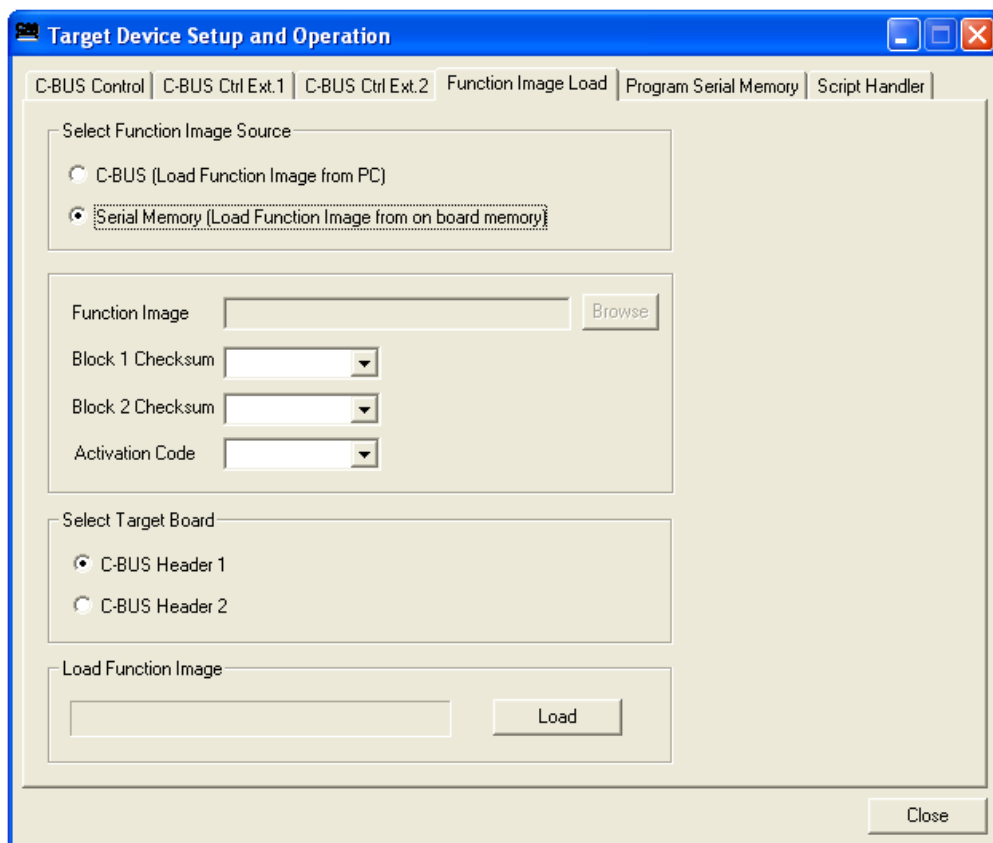 Target Device Setup and Operation
C-BUS Control C-BUS Ctrl Ext.1 C-BUS Ctrl Ext.2 Function Image Load Program Serial Memory Script Handler
Select Function Image Source
C-BUS (Load Function Image from PC)
Serial Memory (Load Function Image from on board memory)
Function Image Browse
Block 1 Checksum
Block 2 Checksum
Activation Code
Select Target Board
C-BUS Header 1
C-BUS Header 2
Load Function Image
Load
Close